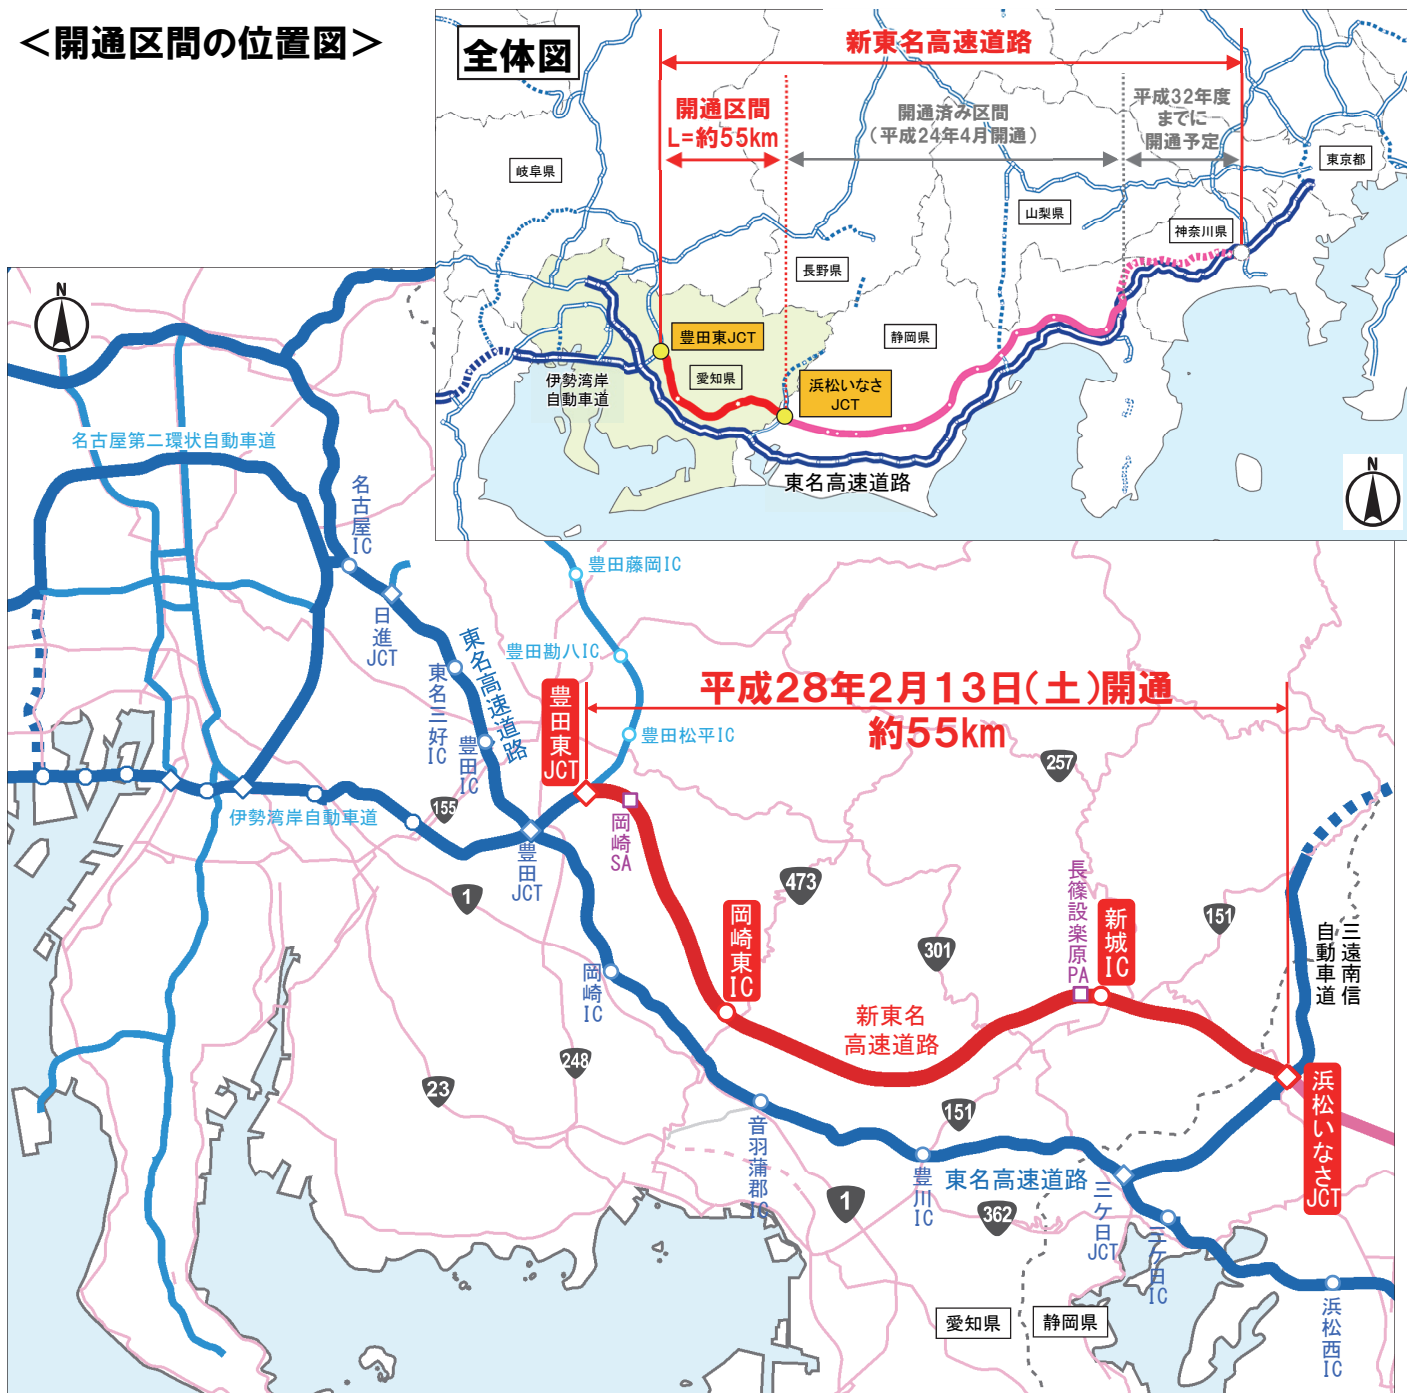 ＜開通区間の位置図＞
全体図
新東名高速道路
開通区間
L=約55km
開通済み区間
（平成24年4月開通）
平成32年度
までに
開通予定
岐阜県
東京都
山梨県
神奈川県
長野県
静岡県
豊田東JCT
愛知県
浜松いなさ
JCT
伊勢湾岸
自動車道
東名高速道路
N
N
名古屋第二環状自動車道
名古屋IC
日進JCT
東名三好IC
東名高速道路
豊田IC
豊田藤岡IC
豊田勘八IC
豊田松平IC
豊田東JCT
平成28年2月13日(土)開通
約55km
伊勢湾岸自動車道
155
豊田JCT
岡崎SA
257
1
473
岡崎東IC
301
長篠設楽原PA
新城IC
151
三遠南信
自動車道
岡崎IC
新東名
高速道路
248
23
151
浜松いなさJCT
音羽蒲郡IC
豊川IC
東名高速道路
1
362
三ケ日JCT
三ケ日IC
浜松西IC
愛知県
静岡県